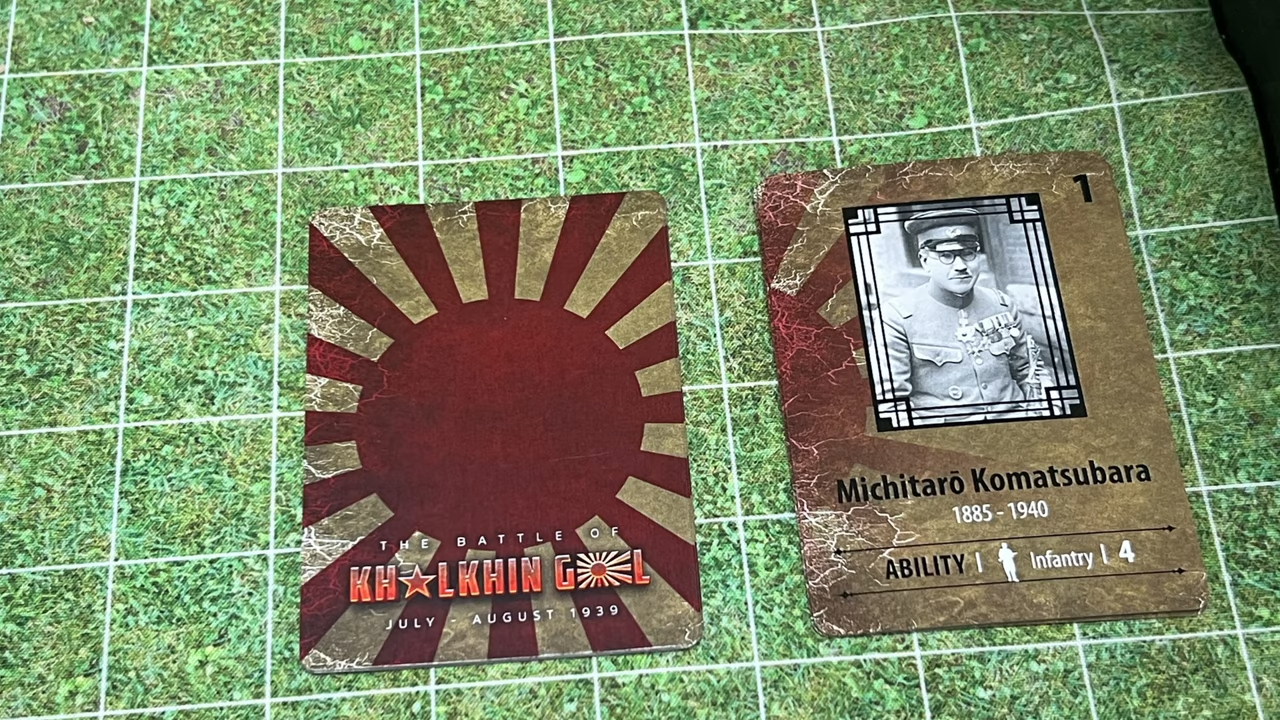 THE BATTLE OF
KHALKHIN GOL
JULY - AUGUST 1939
1
Michitarō Komatsubara
1885 - 1940
ABILITY | Infantry | 4